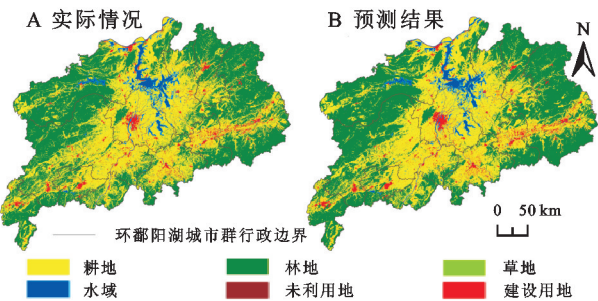 A 实际情况
B 预测结果
N
0 50 km
环鄱阳湖城市群行政边界
耕地
林地
草地
水域
未利用地
建设用地